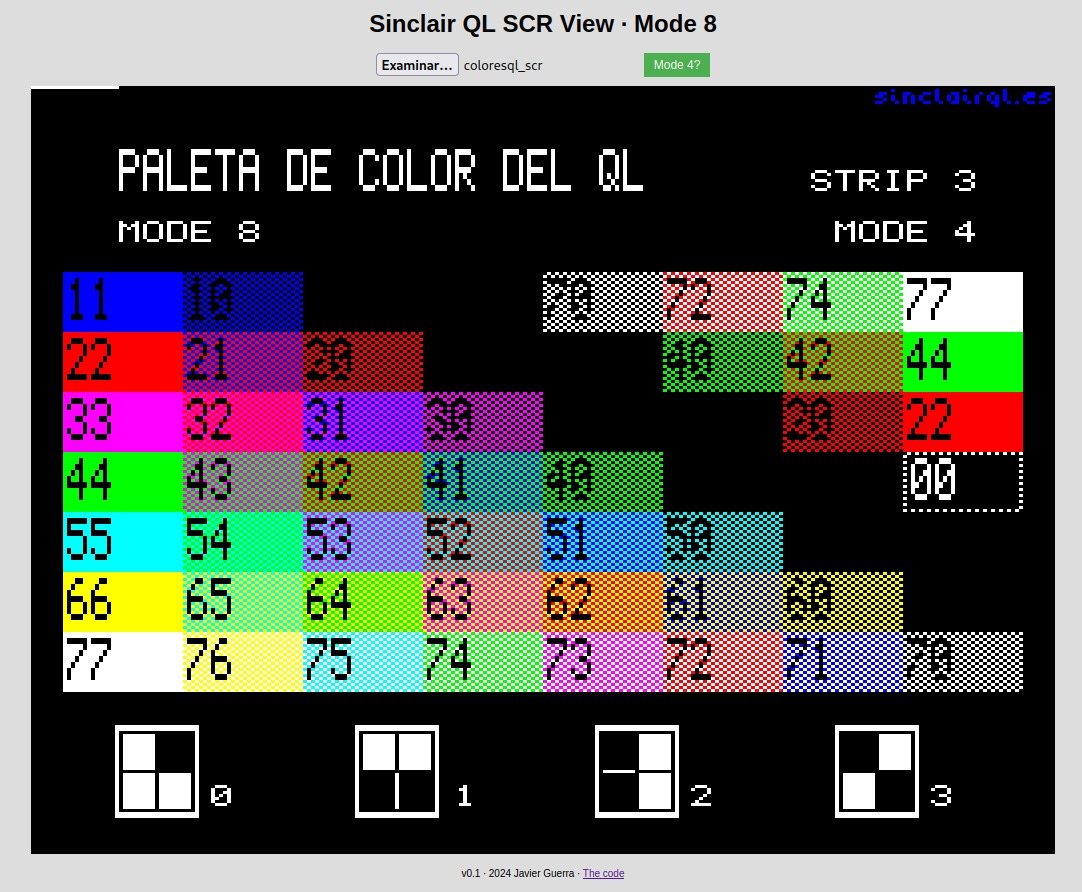 Sinclair QL SCR View · Mode 8
Examinar... coloresql_scr Mode 4?
sinclairql.es
PALETA DE COLOR DEL QL STRIP 3
MODE 8 MODE 4
11 10 70 72 74 77
22 21 20 40 42 44
33 32 31 30 20 22
44 43 42 41 40 00
55 54 53 52 51 50
66 65 64 63 62 61 60
77 76 75 74 73 72 71 70
0 1 2 3
v0.1 · 2024 Javier Guerra · The code